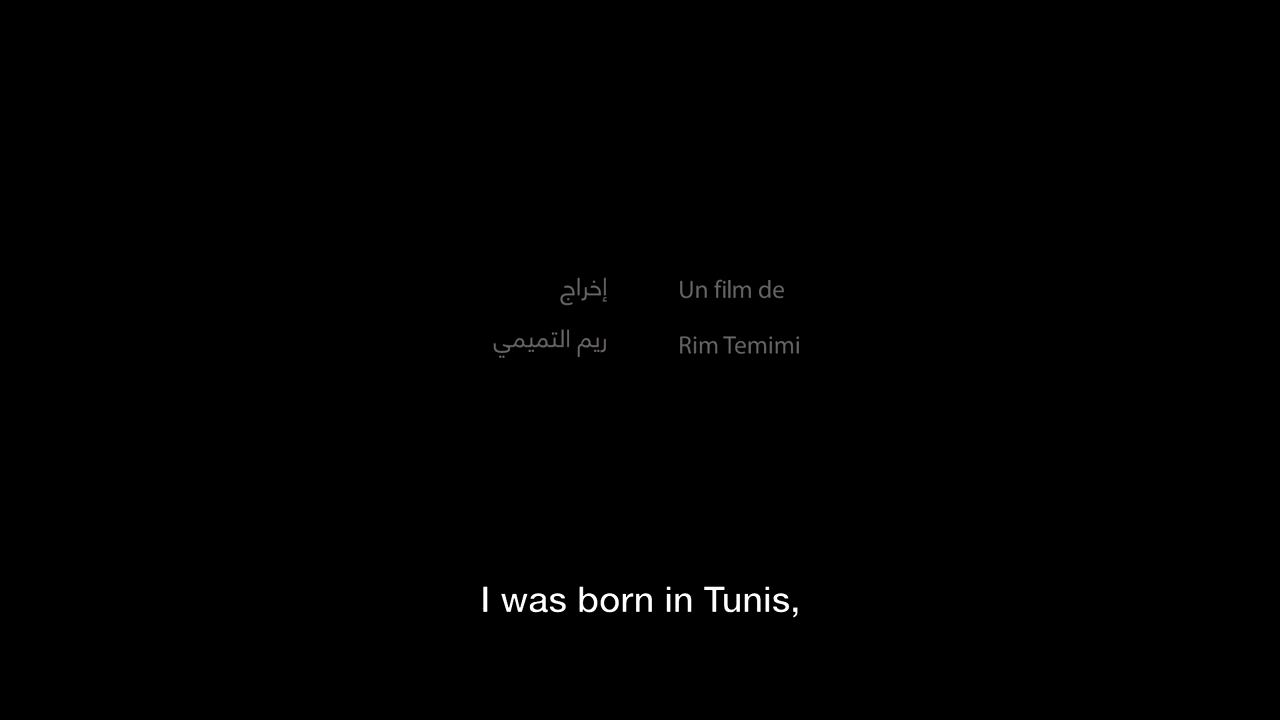 إخراج
ريم التميمي
Un film de
Rim Temimi
I was born in Tunis,